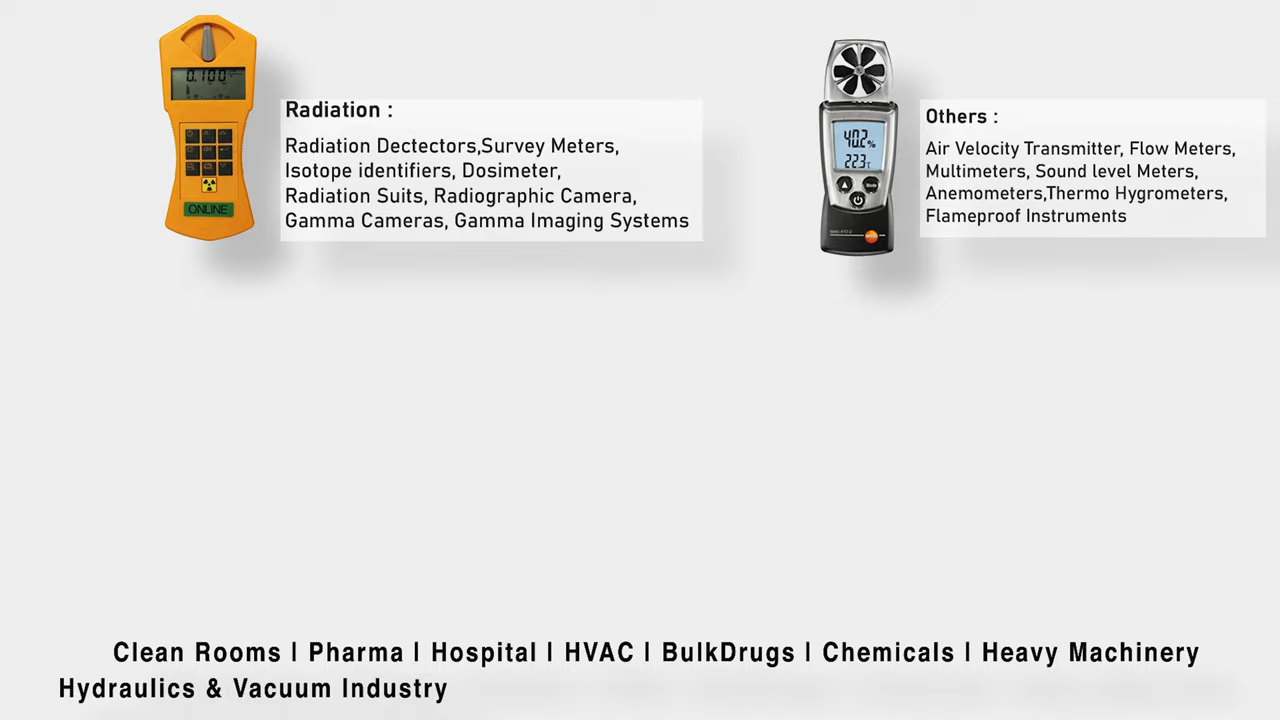 0.100
ONLINE
Radiation :
Radiation Dectectors,Survey Meters,
Isotope identifiers, Dosimeter,
Radiation Suits, Radiographic Camera,
Gamma Cameras, Gamma Imaging Systems
40.2%
22.3°C
Mode
testo
Others :
Air Velocity Transmitter, Flow Meters,
Multimeters, Sound level Meters,
Anemometers,Thermo Hygrometers,
Flameproof Instruments
Clean Rooms | Pharma | Hospital | HVAC | BulkDrugs | Chemicals | Heavy Machinery
Hydraulics & Vacuum Industry